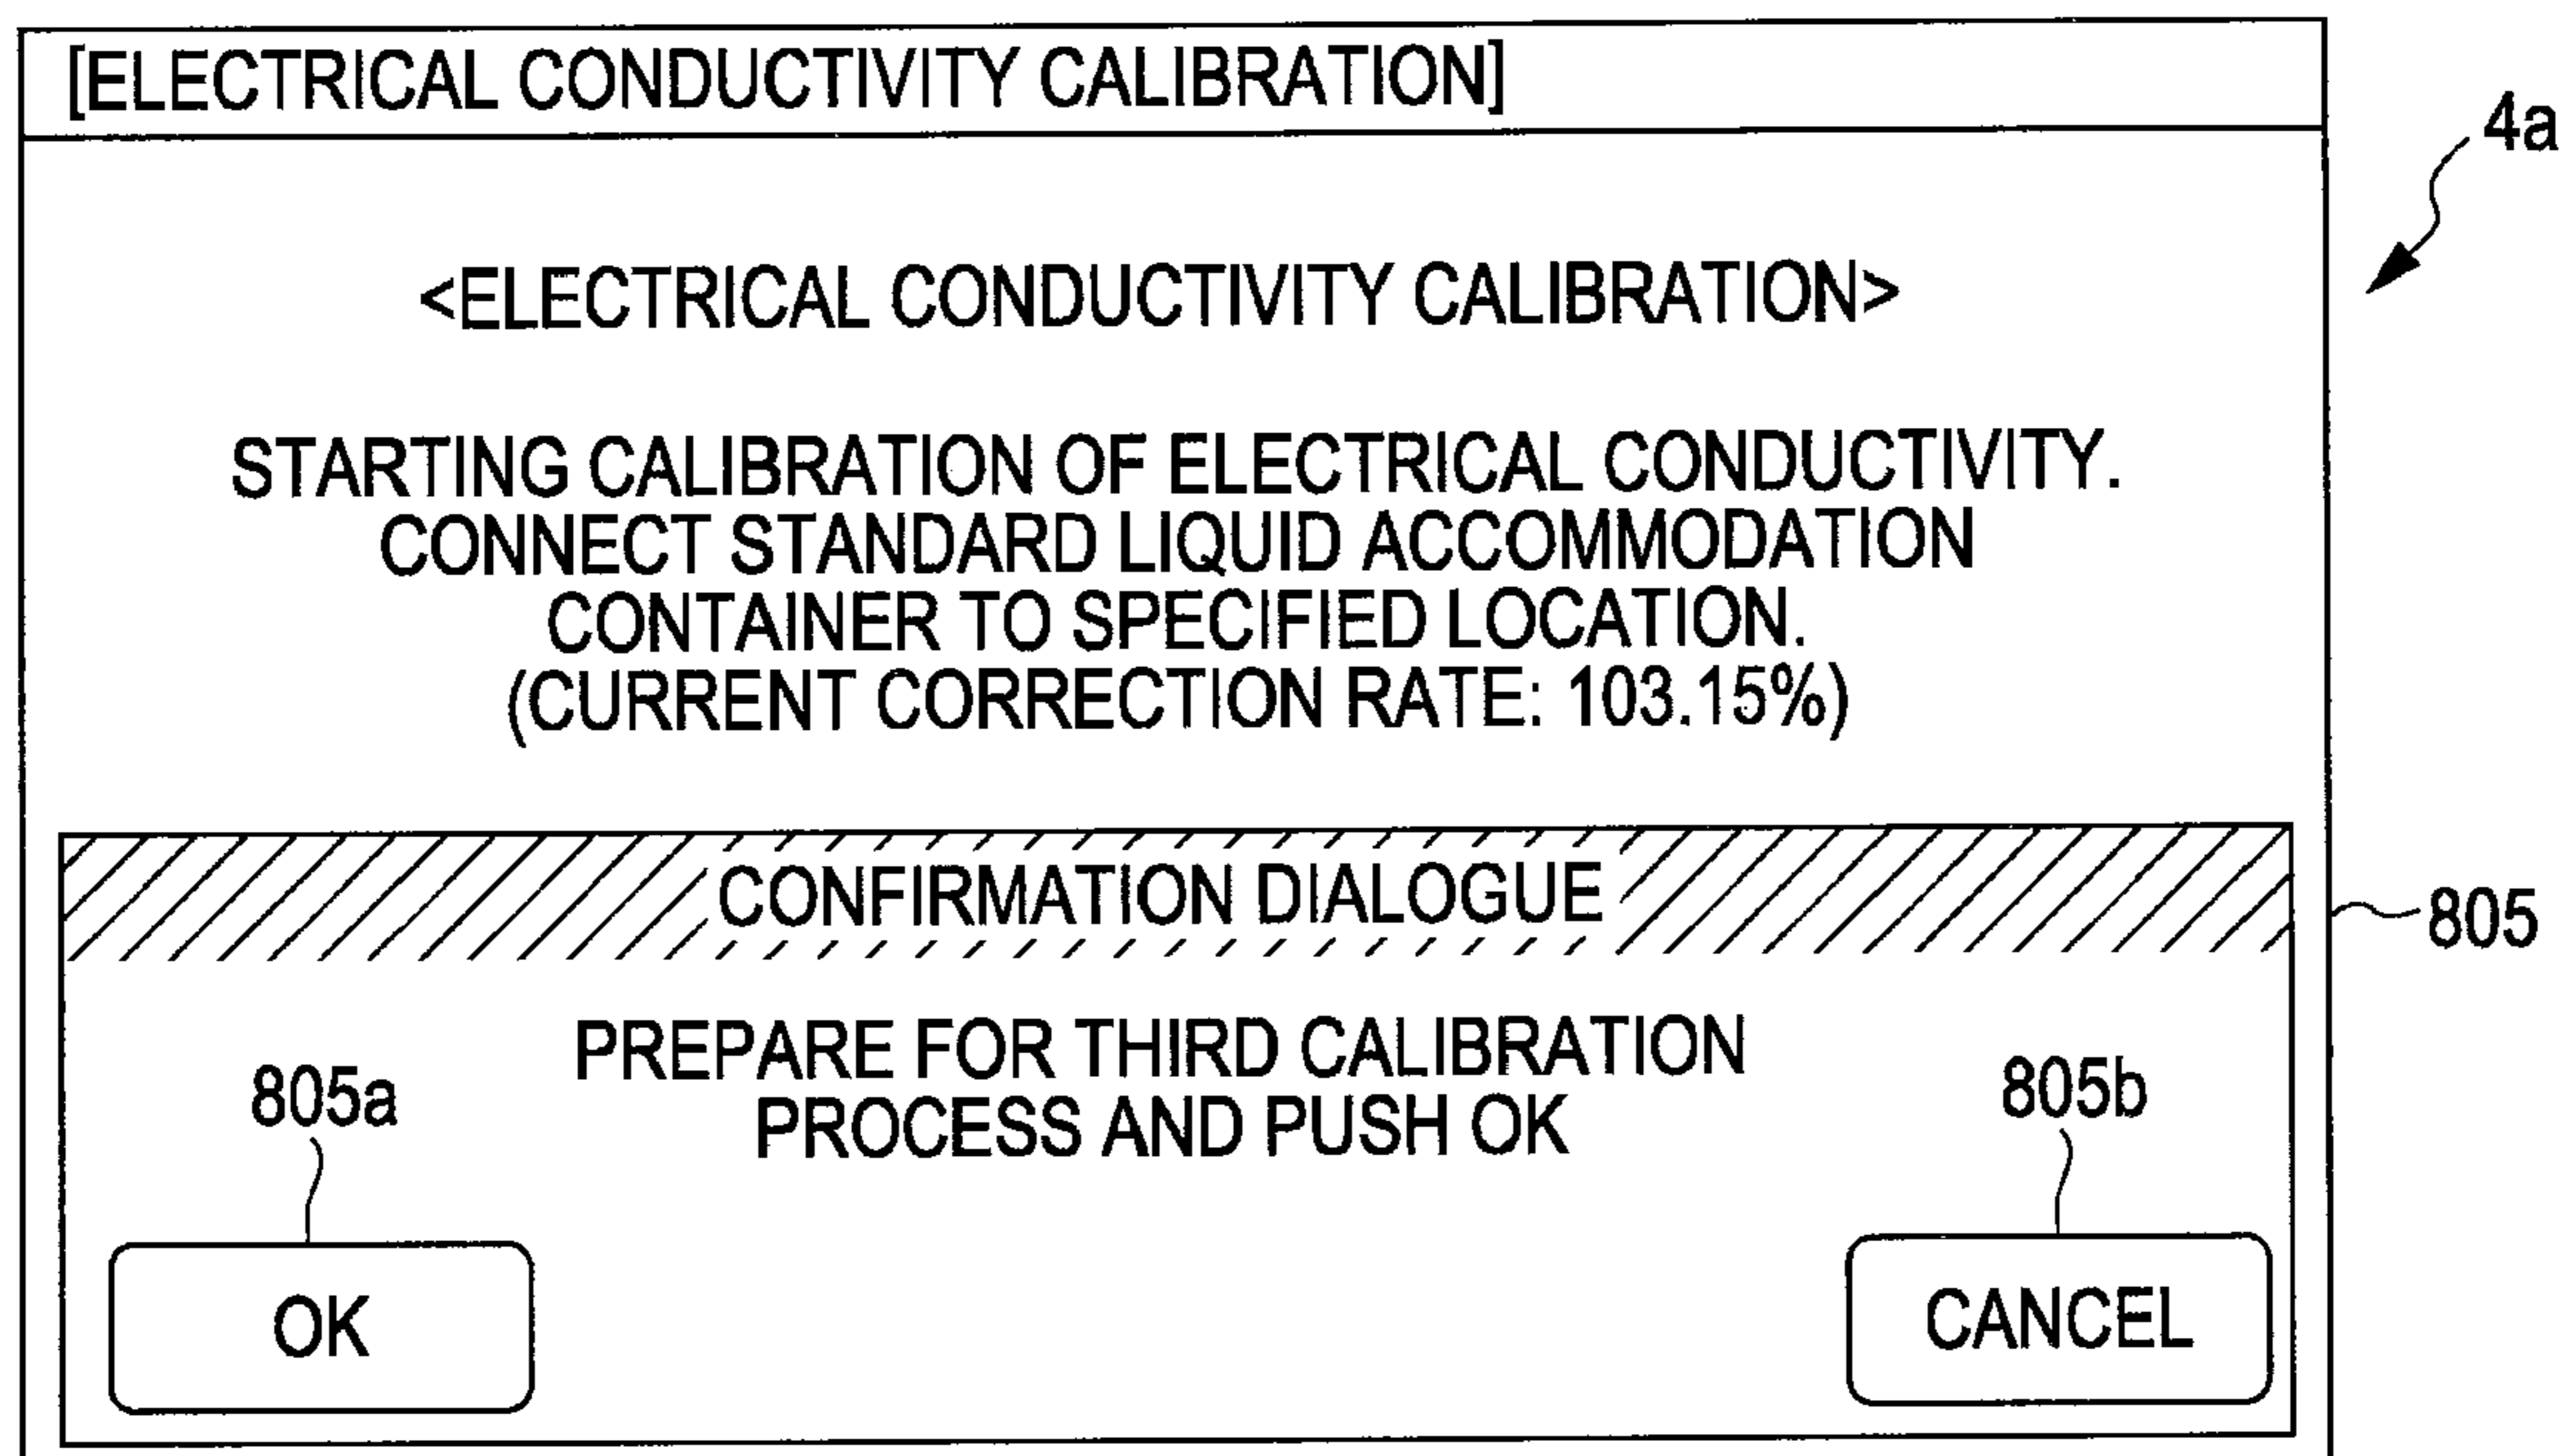 [ELECTRICAL CONDUCTIVITY CALIBRATION]
4a
<ELECTRICAL CONDUCTIVITY CALIBRATION>
STARTING CALIBRATION OF ELECTRICAL CONDUCTIVITY.
CONNECT STANDARD LIQUID ACCOMMODATION
CONTAINER TO SPECIFIED LOCATION.
(CURRENT CORRECTION RATE: 103.15%)
CONFIRMATION DIALOGUE
805
PREPARE FOR THIRD CALIBRATION
PROCESS AND PUSH OK
805a
805b
OK
CANCEL